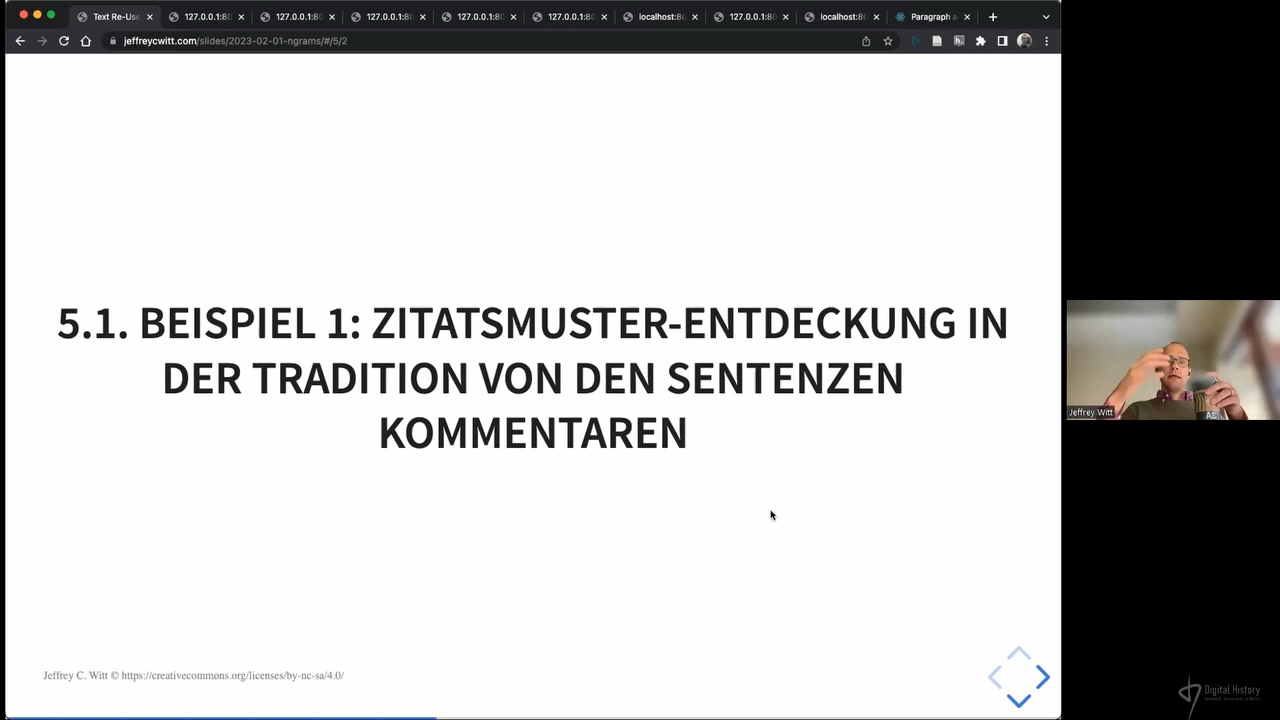 Text Re-Use
127.0.0.1:80
127.0.0.1:80
127.0.0.1:80
127.0.0.1:80
127.0.0.1:80
localhost:80
127.0.0.1:80
localhost:80
Paragraph a
jeffreycwitt.com/slides/2023-02-01-ngrams/#/5/2
5.1. BEISPIEL 1: ZITATSMUSTER-ENTDECKUNG IN
DER TRADITION VON DEN SENTENZEN
KOMMENTAREN
Jeffrey Witt
Jeffrey C. Witt © https://creativecommons.org/licenses/by-nc-sa/4.0/
Digital History